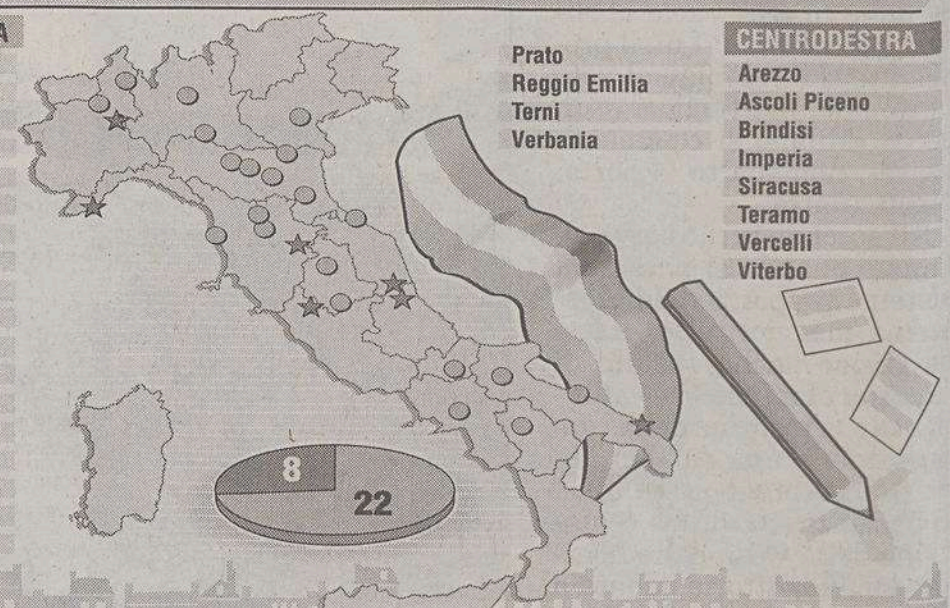 A
Prato
Reggio Emilia
Terni
Verbania
CENTRODESTRA
Arezzo
Ascoli Piceno
Brindisi
Imperia
Siracusa
Teramo
Vercelli
Viterbo
8
22